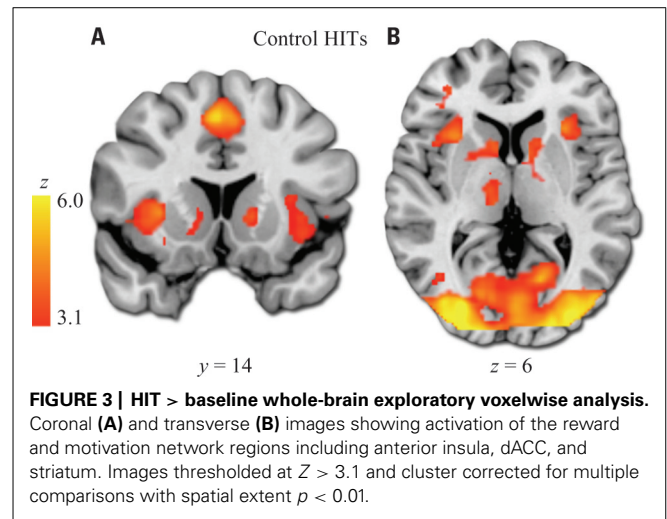 A
Control HITs
B
z
6.0
3.1
y = 14
z = 6
FIGURE 3 | HIT > baseline whole-brain exploratory voxelwise analysis.
Coronal (A) and transverse (B) images showing activation of the reward
and motivation network regions including anterior insula, dACC, and
striatum. Images thresholded at Z > 3.1 and cluster corrected for multiple
comparisons with spatial extent p < 0.01.